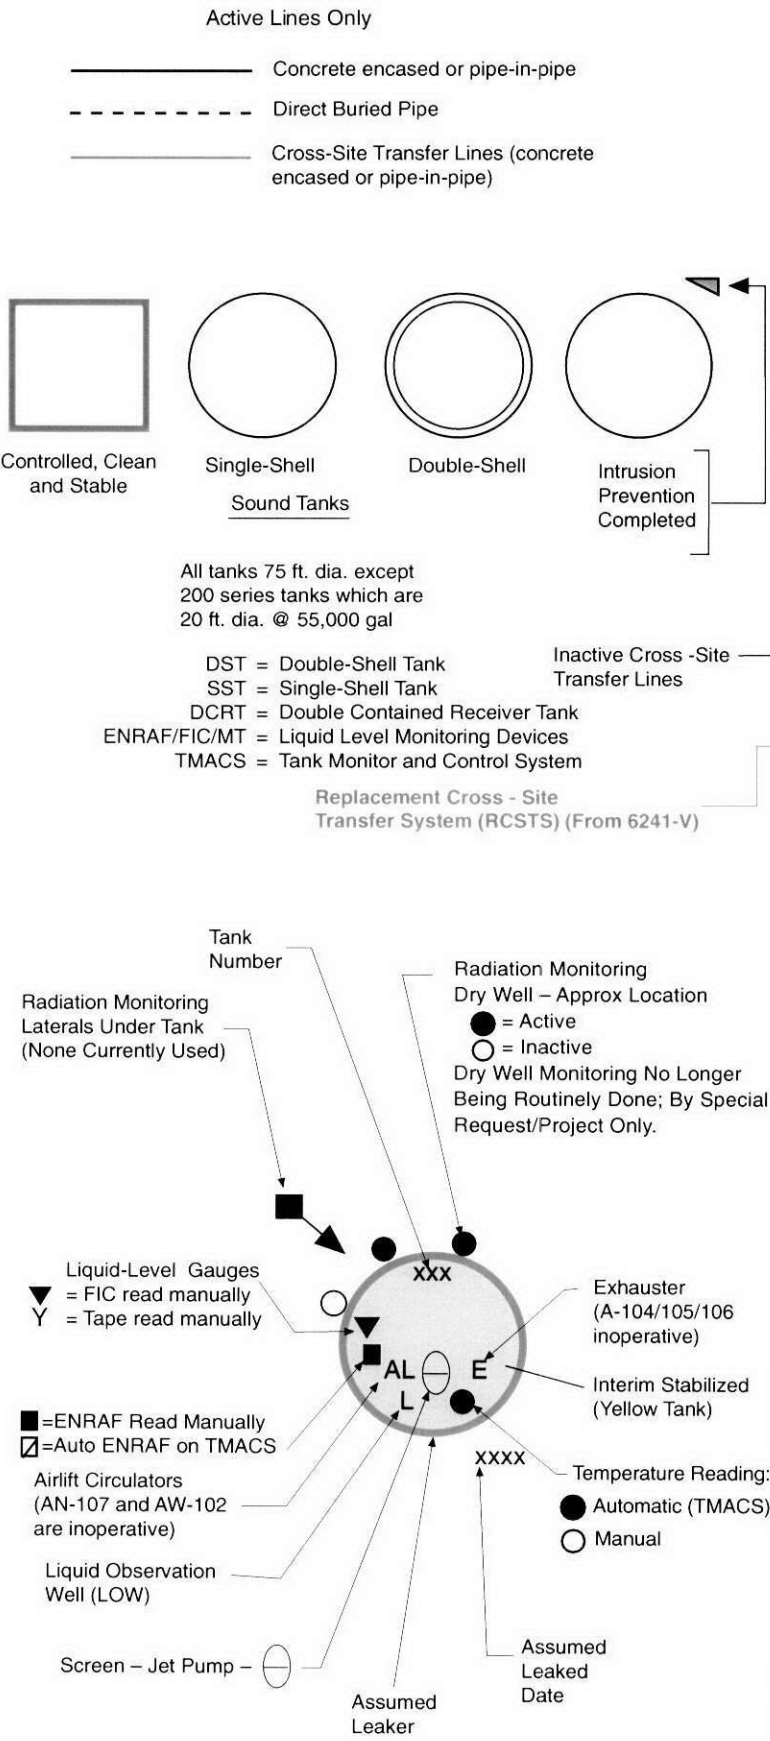 Active Lines Only
Concrete encased or pipe-in-pipe
Direct Buried Pipe
Cross-Site Transfer Lines (concrete
encased or pipe-in-pipe)
Controlled, Clean
and Stable
Single-Shell
Double-Shell
Sound Tanks
Intrusion
Prevention
Completed
All tanks 75 ft. dia. except
200 series tanks which are
20 ft. dia. @ 55,000 gal
DST = Double-Shell Tank
SST = Single-Shell Tank
DCRT = Double Contained Receiver Tank
ENRAF/FIC/MT = Liquid Level Monitoring Devices
TMACS = Tank Monitor and Control System
Inactive Cross -Site
Transfer Lines
Replacement Cross - Site
Transfer System (RCSTS) (From 6241-V)
Tank
Number
Radiation Monitoring
Laterals Under Tank
(None Currently Used)
Radiation Monitoring
Dry Well – Approx Location
= Active
= Inactive
Dry Well Monitoring No Longer
Being Routinely Done; By Special
Request/Project Only.
Liquid-Level Gauges
= FIC read manually
Y = Tape read manually
xxx
AL
E
L
Exhauster
(A-104/105/106
inoperative)
Interim Stabilized
(Yellow Tank)
=ENRAF Read Manually
=Auto ENRAF on TMACS
xxxx
Airlift Circulators
(AN-107 and AW-102
are inoperative)
Temperature Reading:
Automatic (TMACS)
Manual
Liquid Observation
Well (LOW)
Screen – Jet Pump –
Assumed
Leaked
Date
Assumed
Leaker